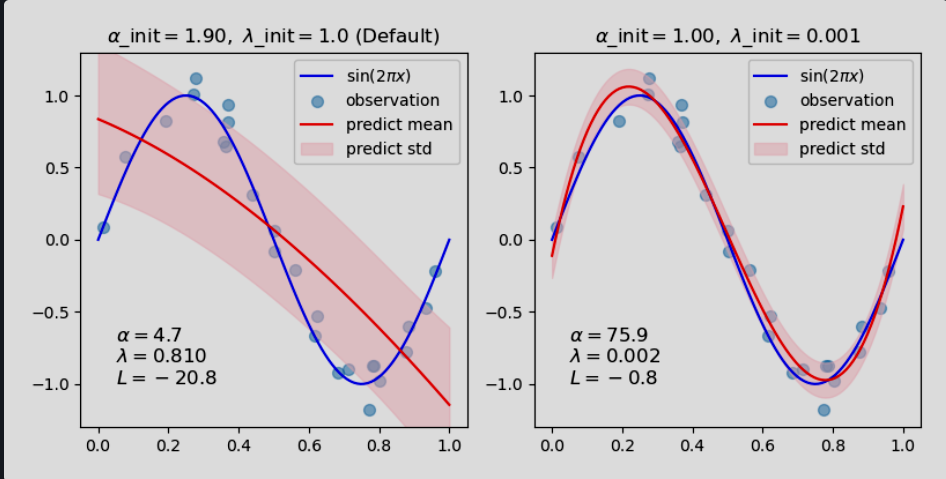 α_init = 1.90, λ_init = 1.0 (Default)
sin(2πx)
observation
predict mean
predict std
1.0
0.5
0.0
−0.5
−1.0
α = 4.7
λ = 0.810
L = − 20.8
0.0 0.2 0.4 0.6 0.8 1.0
α_init = 1.00, λ_init = 0.001
sin(2πx)
observation
predict mean
predict std
1.0
0.5
0.0
−0.5
−1.0
α = 75.9
λ = 0.002
L = − 0.8
0.0 0.2 0.4 0.6 0.8 1.0